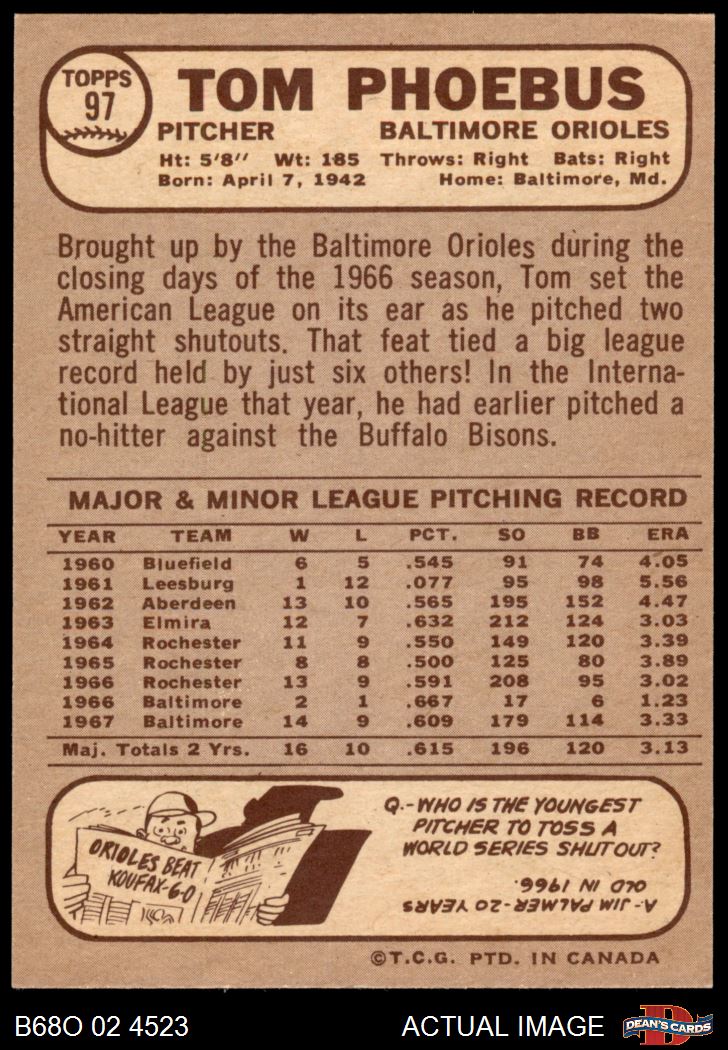 TOPPS
97
TOM PHOEBUS
PITCHER BALTIMORE ORIOLES
Ht: 5'8'' Wt: 185 Throws: Right Bats: Right
Born: April 7, 1942 Home: Baltimore, Md.
Brought up by the Baltimore Orioles during the
closing days of the 1966 season, Tom set the
American League on its ear as he pitched two
straight shutouts. That feat tied a big league
record held by just six others! In the Interna-
tional League that year, he had earlier pitched a
no-hitter against the Buffalo Bisons.
MAJOR & MINOR LEAGUE PITCHING RECORD
YEAR TEAM W L PCT. SO BB ERA
1960 Bluefield 6 5 .545 91 74 4.05
1961 Leesburg 1 12 .077 95 98 5.56
1962 Aberdeen 13 10 .565 195 152 4.47
1963 Elmira 12 7 .632 212 124 3.03
1964 Rochester 11 9 .550 149 120 3.39
1965 Rochester 8 8 .500 125 80 3.89
1966 Rochester 13 9 .591 208 95 3.02
1966 Baltimore 2 1 .667 17 6 1.23
1967 Baltimore 14 9 .609 179 114 3.33
Maj. Totals 2 Yrs. 16 10 .615 196 120 3.13
ORIOLES BEAT
KOUFAX-6-0
Q.-WHO IS THE YOUNGEST
PITCHER TO TOSS A
WORLD SERIES SHUTOUT?
A-JIM PALMER-20 YEARS
OLD IN 1966.
©T.C.G. PTD. IN CANADA
B68O 02 4523 ACTUAL IMAGE
D
DEAN'S CARDS